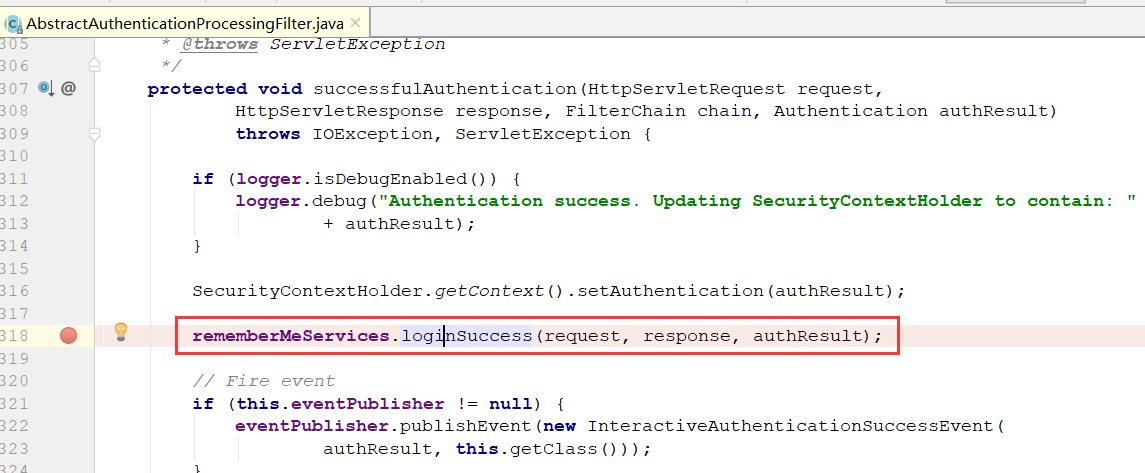 AbstractAuthenticationProcessingFilter.java
305 * @throws ServletException
306 */
307 @ protected void successfulAuthentication(HttpServletRequest request,
308 HttpServletResponse response, FilterChain chain, Authentication authResult)
309 throws IOException, ServletException {
310
311 if (logger.isDebugEnabled()) {
312 logger.debug("Authentication success. Updating SecurityContextHolder to contain: "
313 + authResult);
314 }
315
316 SecurityContextHolder.getContext().setAuthentication(authResult);
317
318 rememberMeServices.loginSuccess(request, response, authResult);
319
320 // Fire event
321 if (this.eventPublisher != null) {
322 eventPublisher.publishEvent(new InteractiveAuthenticationSuccessEvent(
323 authResult, this.getClass()));
324 }